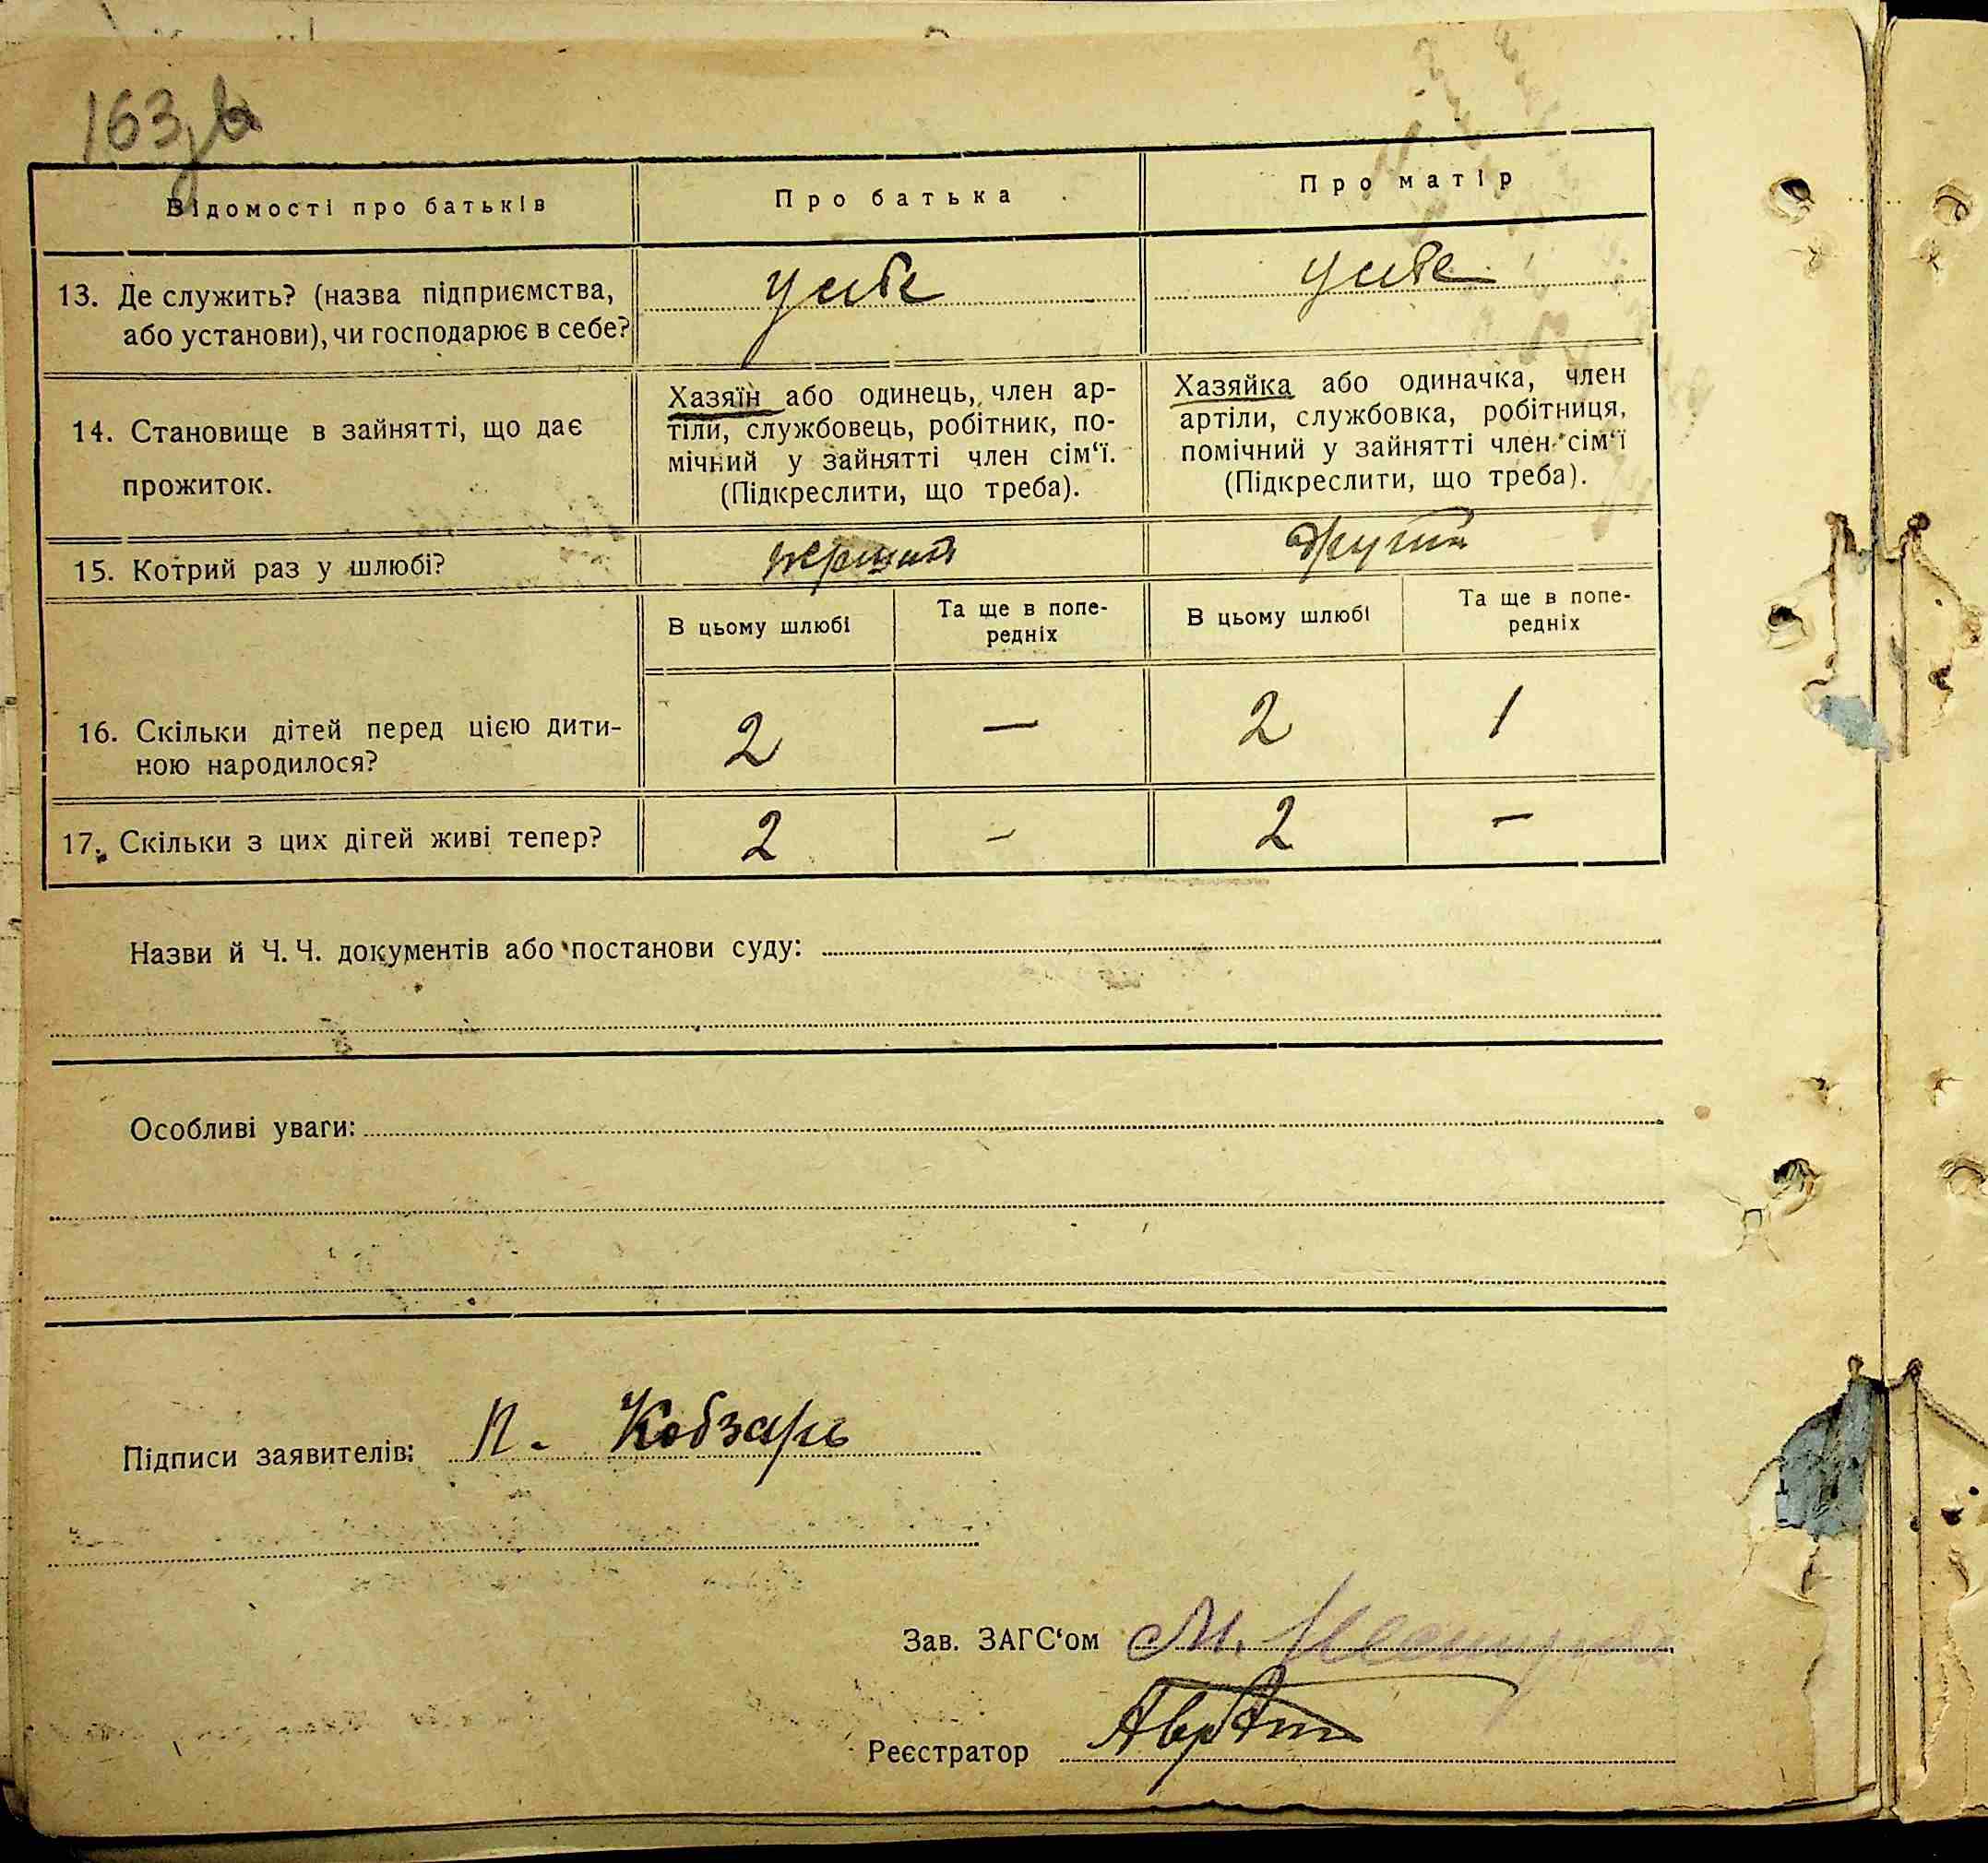 163
Відомості про батьків
Про батька
Про матір
13. Де служить? (назва підприємства,
або установи), чи господарює в себе?
у себе
у себе
14. Становище в зайнятті, що дає
прожиток.
Хазяїн або одинець, член ар-
тіли, службовець, робітник, по-
мічний у зайнятті член сім‘ї.
(Підкреслити, що треба).
Хазяйка або одиначка, член
артіли, службовка, робітниця,
помічний у зайнятті член сім‘ї
(Підкреслити, що треба).
15. Котрий раз у шлюбі?
перший
другий
В цьому шлюбі
Та ще в попе-
редніх
В цьому шлюбі
Та ще в попе-
редніх
16. Скільки дітей перед цією дити-
ною народилося?
2 — 2 1
17. Скільки з цих дітей живі тепер?
2 - 2 -
Назви й Ч. Ч. документів або постанови суду:
Особливі уваги:
Підписи заявителів: П. Кобзарь
Зав. ЗАГС‘ом М.
Реєстратор